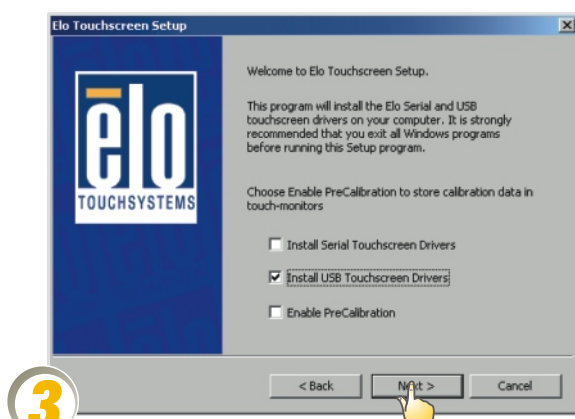 Elo Touchscreen Setup
Welcome to Elo Touchscreen Setup.
This program will install the Elo Serial and USB
touchscreen drivers on your computer. It is strongly
recommended that you exit all Windows programs
before running this Setup program.
Choose Enable PreCalibration to store calibration data in
touch-monitors
elo
TOUCHSYSTEMS
Install Serial Touchscreen Drivers
Install USB Touchscreen Drivers
Enable PreCalibration
< Back
Next >
Cancel
3